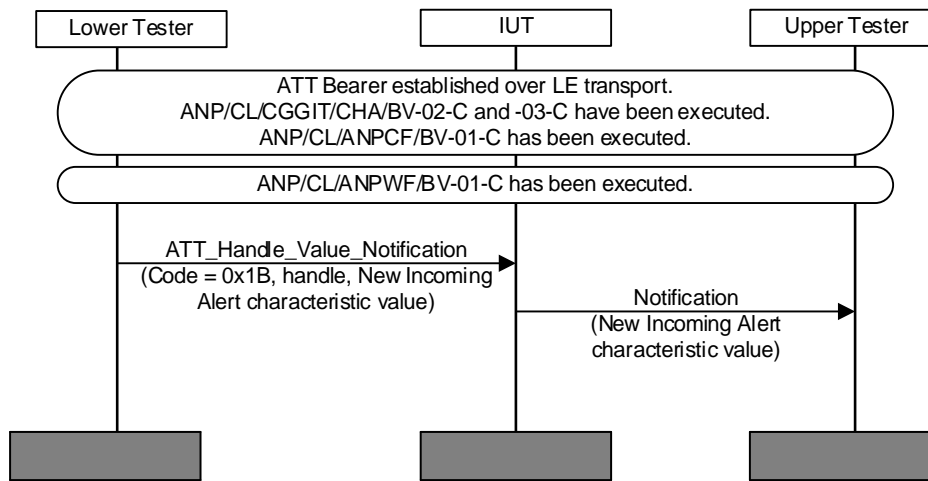 Lower Tester
IUT
Upper Tester
ATT Bearer established over LE transport.
ANP/CL/CGGIT/CHA/BV-02-C and -03-C have been executed.
ANP/CL/ANPCF/BV-01-C has been executed.
ANP/CL/ANPWF/BV-01-C has been executed.
ATT_Handle_Value_Notification
(Code = 0x1B, handle, New Incoming
Alert characteristic value)
Notification
(New Incoming Alert
characteristic value)